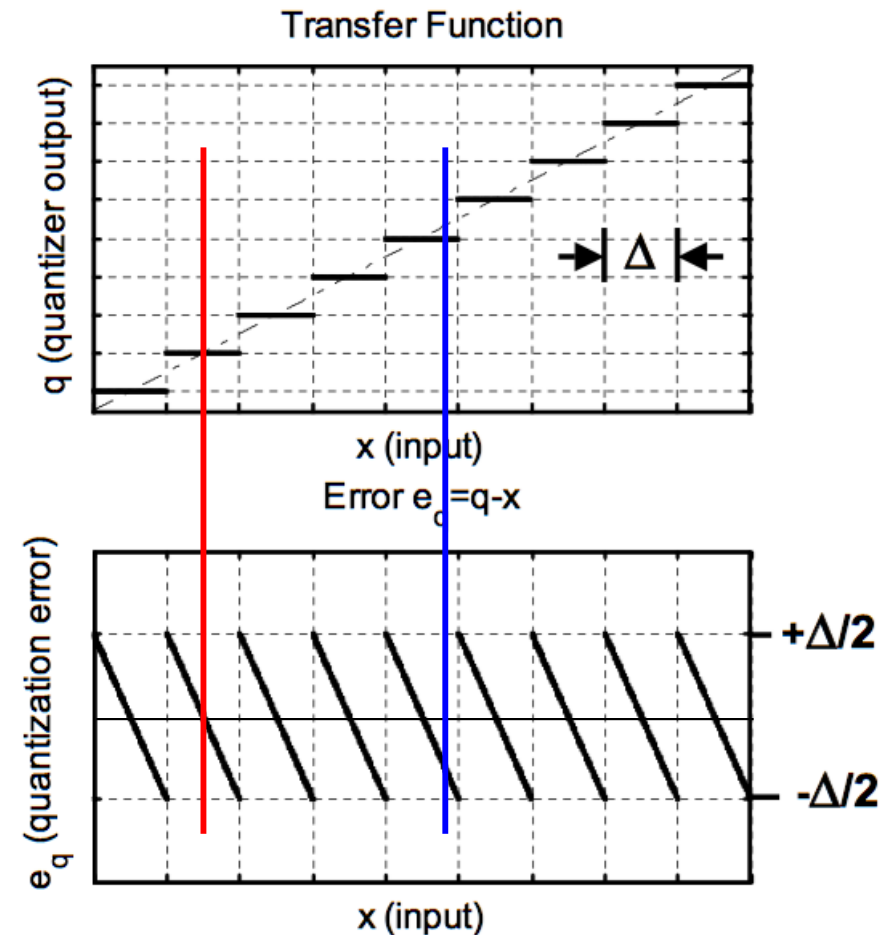 Transfer Function
q (quantizer output)
Δ
x (input)
Error eq=q-x
eq (quantization error)
+Δ/2
-Δ/2
x (input)